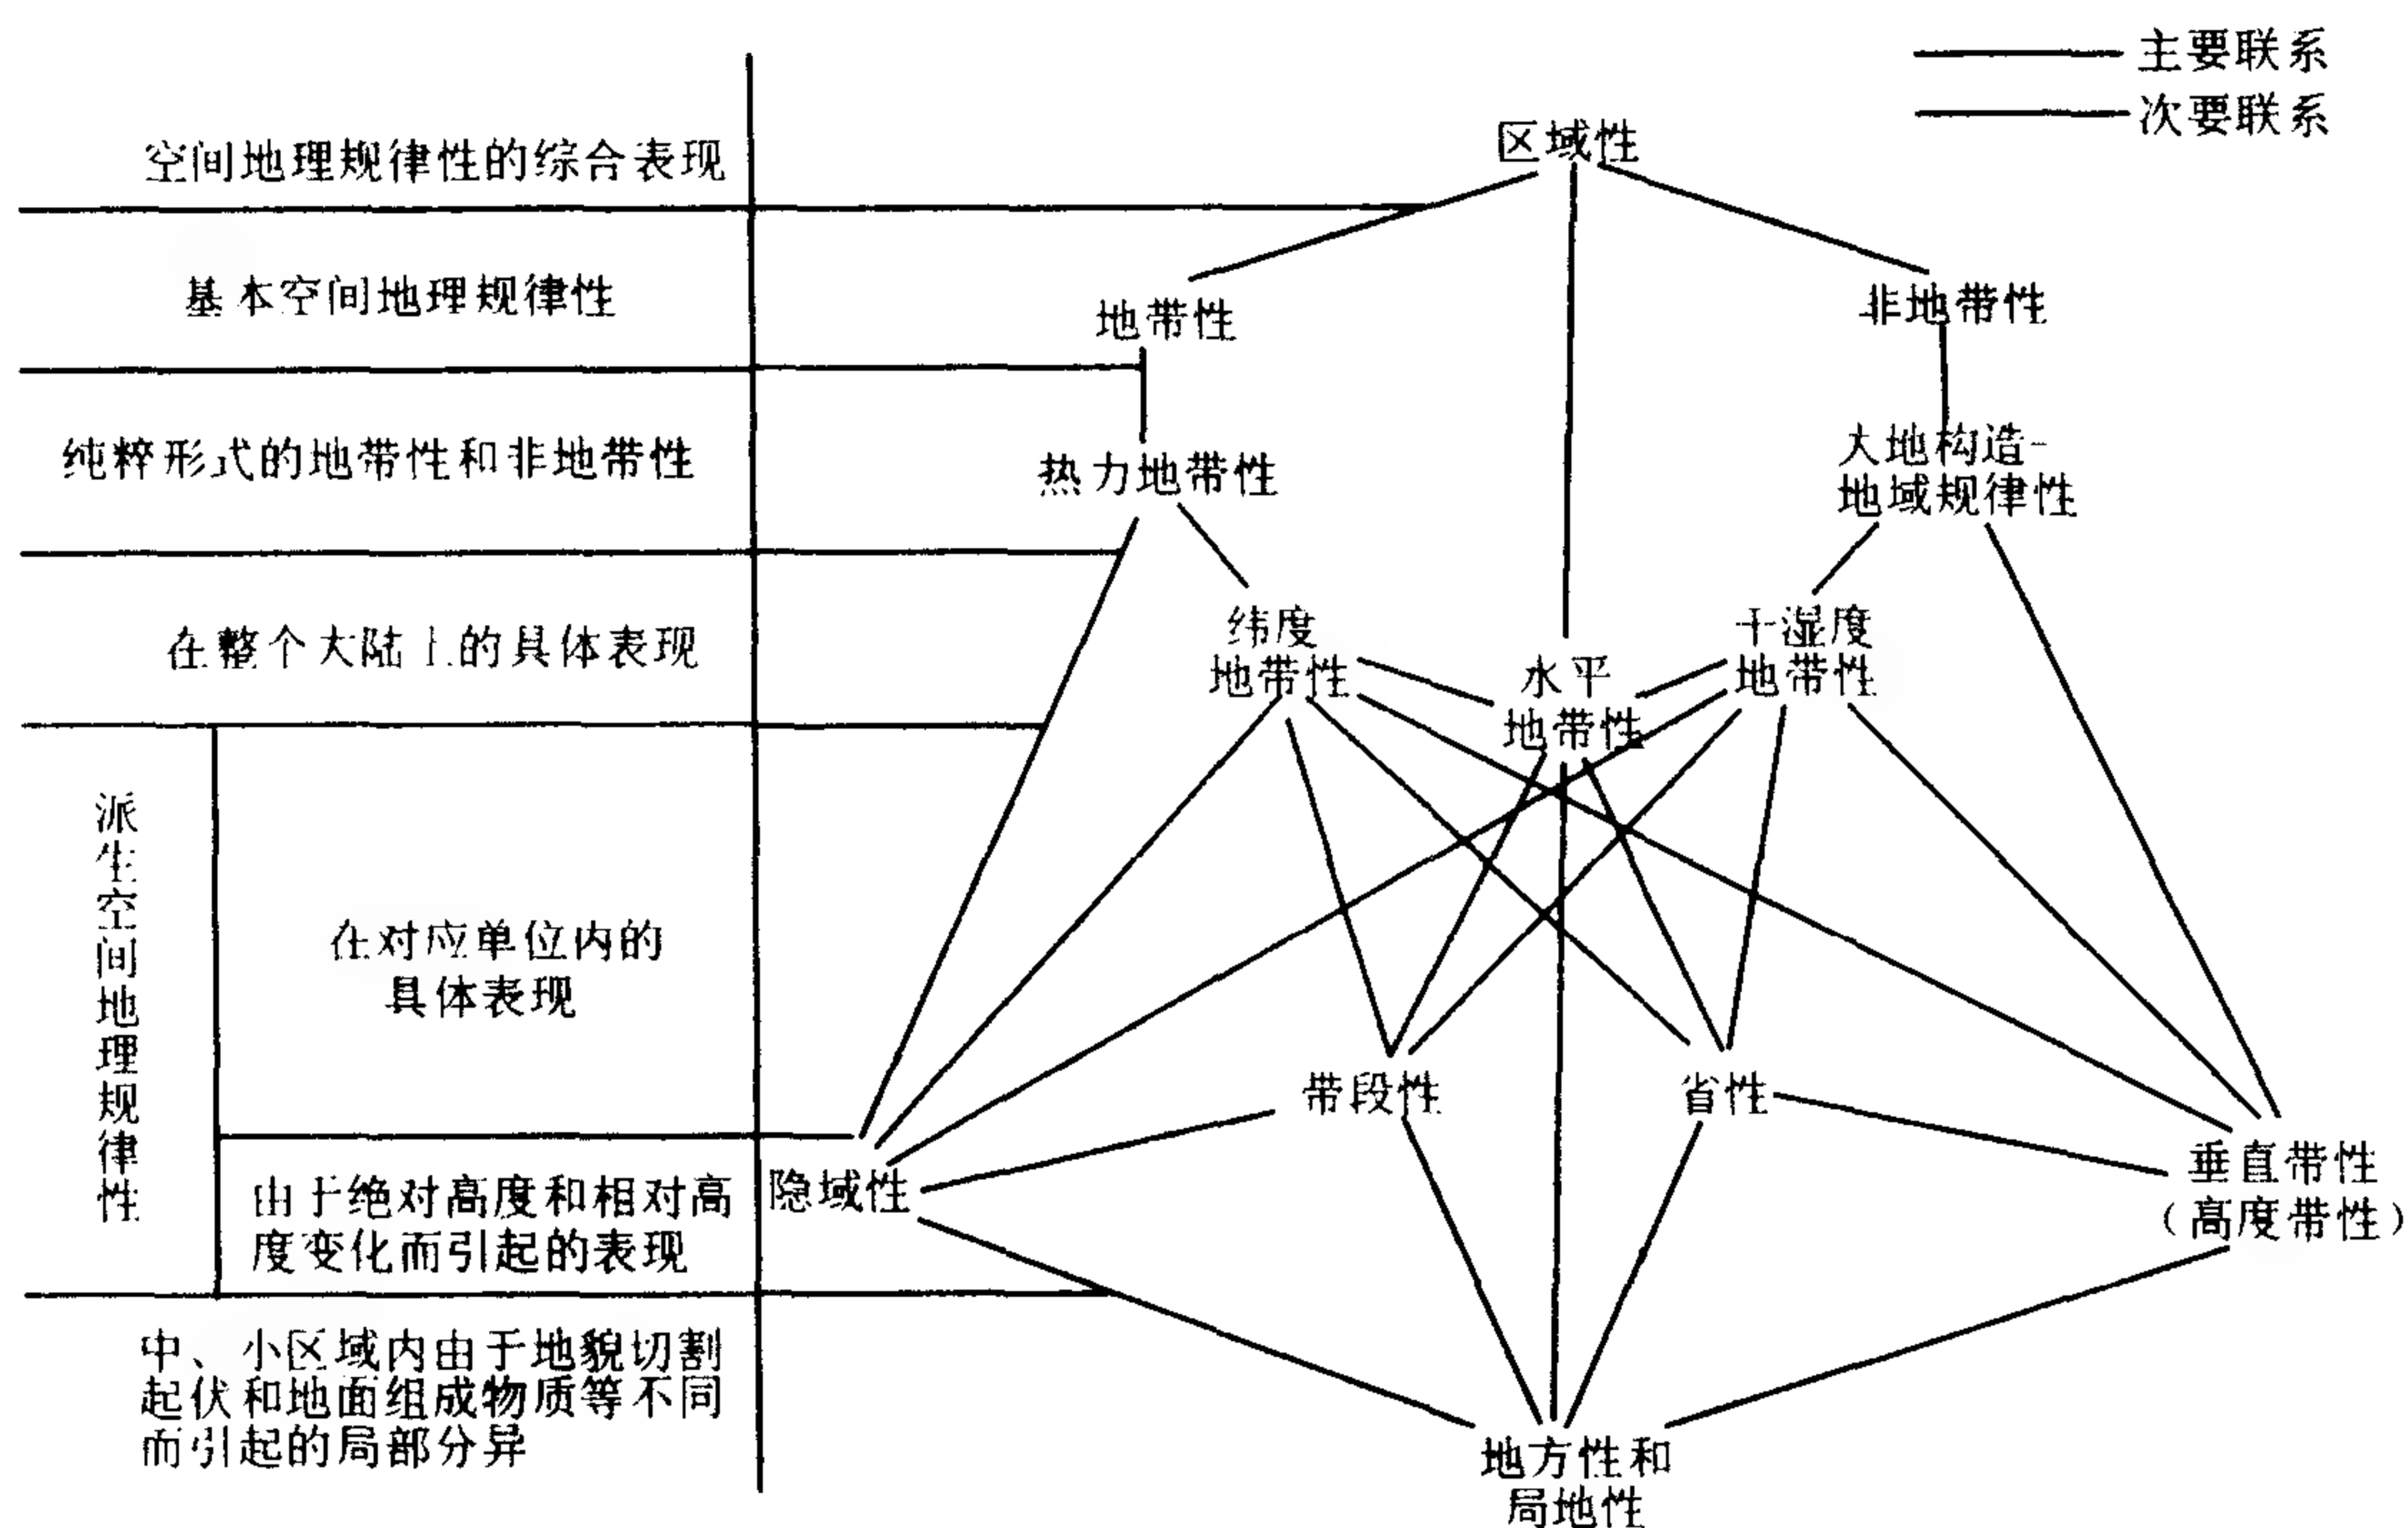 主要联系
次要联系
空间地理规律性的综合表现
区域性
基本空间地理规律性
地带性
非地带性
纯粹形式的地带性和非地带性
热力地带性
大地构造-
地域规律性
在整个大陆上的具体表现
纬度
地带性
水平
地带性
干湿度
地带性
派生空间地理规律性
在对应单位内的
具体表现
带段性
省性
由于绝对高度和相对高
度变化而引起的表现
隐域性
垂直带性
(高度带性)
中、小区域内由于地貌切割
起伏和地面组成物质等不同
而引起的局部分异
地方性和
局地性